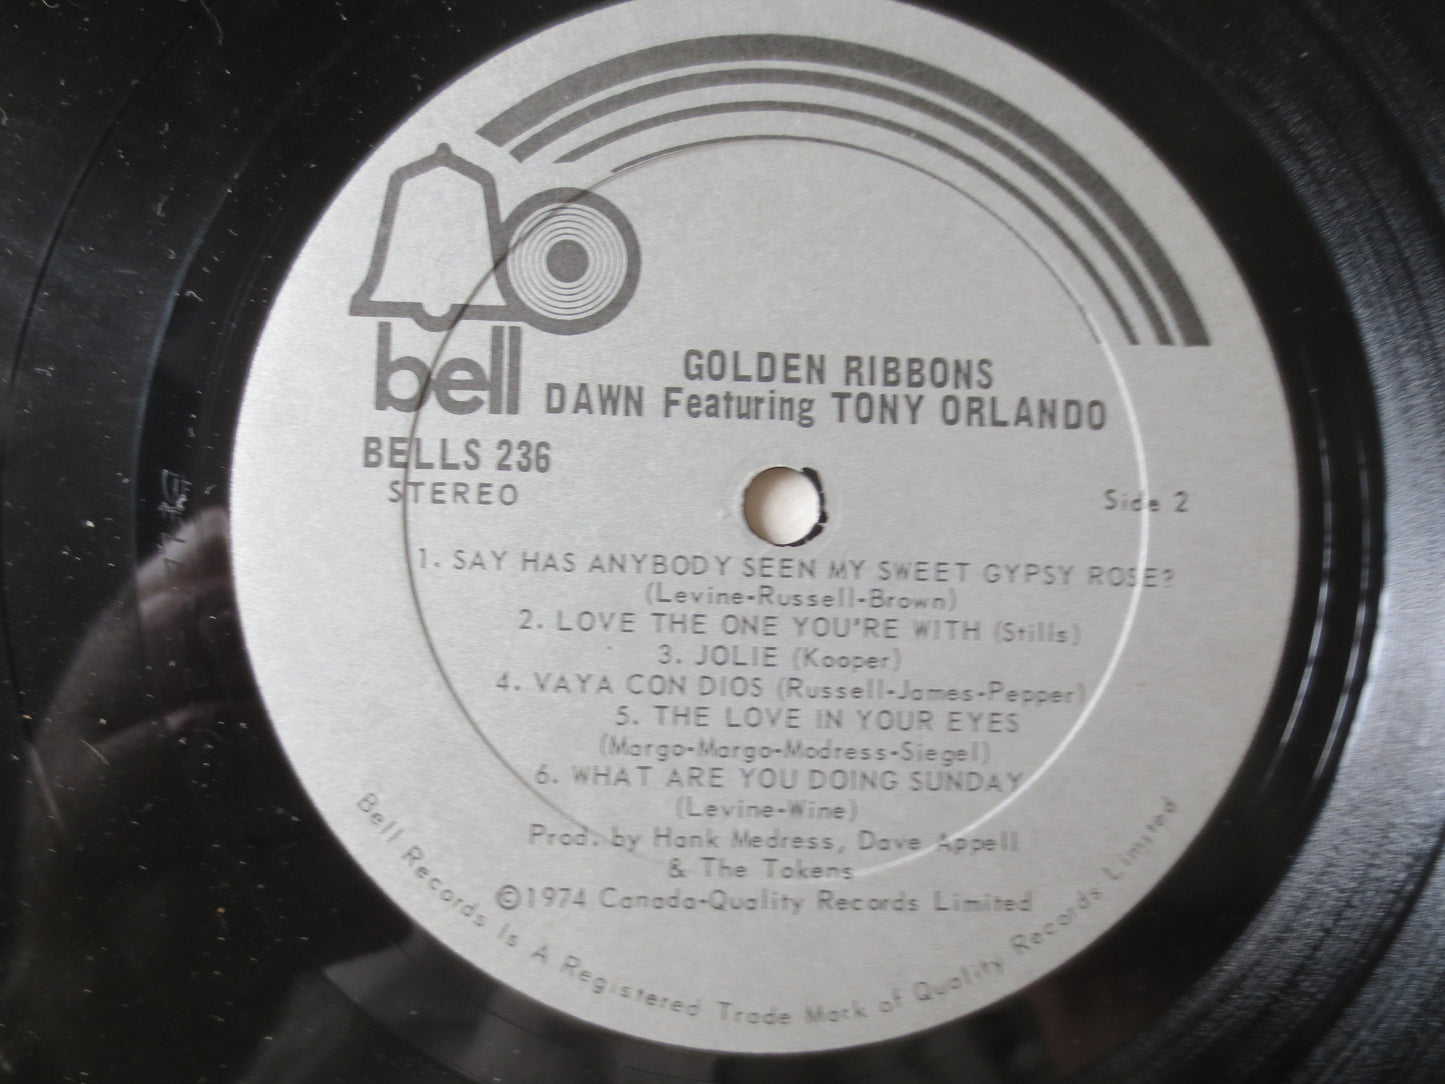 bell
GOLDEN RIBBONS
DAWN Featuring TONY ORLANDO
BELLS 236
STEREO
Side 2
1. SAY HAS ANYBODY SEEN MY SWEET GYPSY ROSE?
(Levine-Russell-Brown)
2. LOVE THE ONE YOU'RE WITH (Stills)
3. JOLIE (Kooper)
4. VAYA CON DIOS (Russell-James-Pepper)
5. THE LOVE IN YOUR EYES
(Margo-Margo-Madress-Siegel)
6. WHAT ARE YOU DOING SUNDAY
(Levine-Wine)
Prod. by Hank Medress, Dave Appell
& The Tokens
©1974 Canada-Quality Records Limited
Bell Records Is A Registered Trade Mark of Quality Records Limited